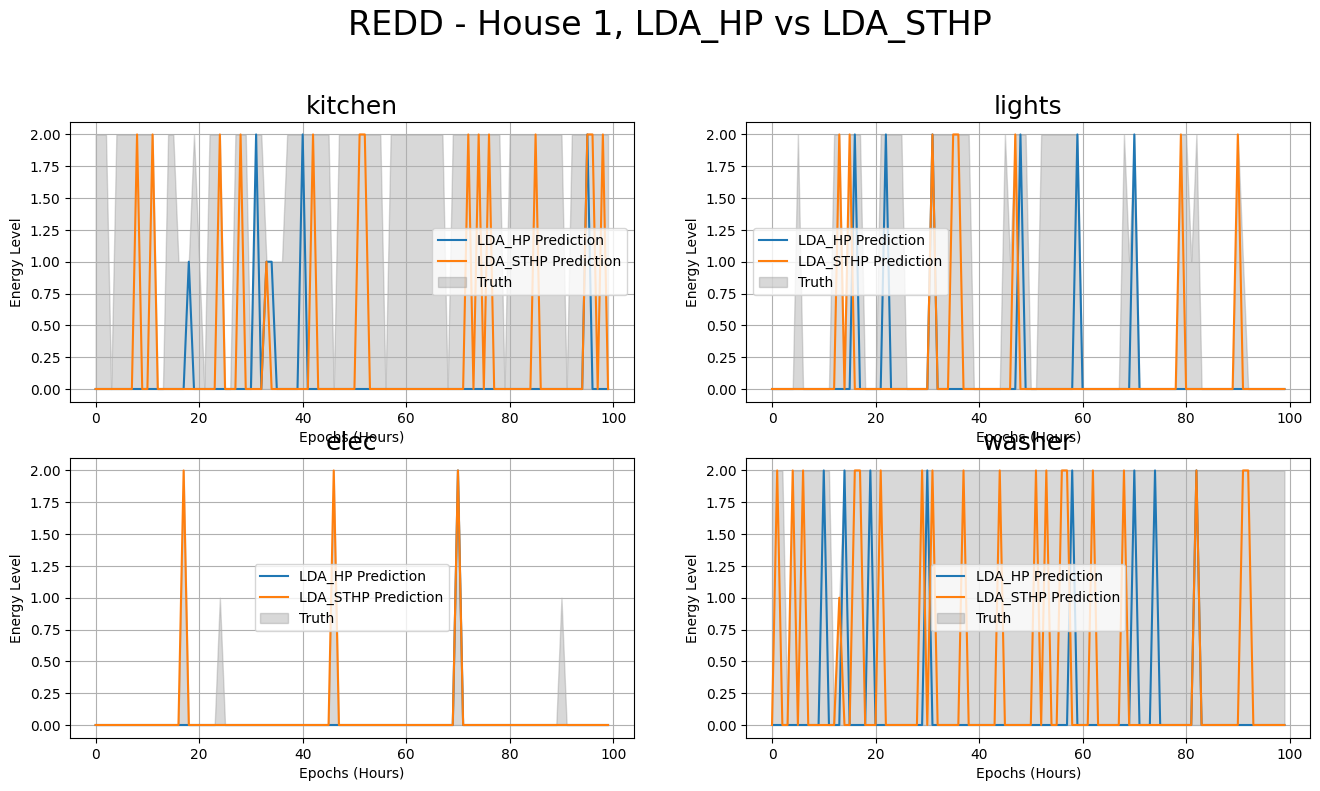 REDD - House 1, LDA_HP vs LDA_STHP
kitchen
2.00
1.75
1.50
1.25
1.00
0.75
0.50
0.25
0.00
Energy Level
LDA_HP Prediction
LDA_STHP Prediction
Truth
0 20 40 60 80 100
Epochs (Hours)
lights
2.00
1.75
1.50
1.25
1.00
0.75
0.50
0.25
0.00
Energy Level
LDA_HP Prediction
LDA_STHP Prediction
Truth
0 20 40 60 80 100
Epochs (Hours)
elec
2.00
1.75
1.50
1.25
1.00
0.75
0.50
0.25
0.00
Energy Level
LDA_HP Prediction
LDA_STHP Prediction
Truth
0 20 40 60 80 100
Epochs (Hours)
washer
2.00
1.75
1.50
1.25
1.00
0.75
0.50
0.25
0.00
Energy Level
LDA_HP Prediction
LDA_STHP Prediction
Truth
0 20 40 60 80 100
Epochs (Hours)